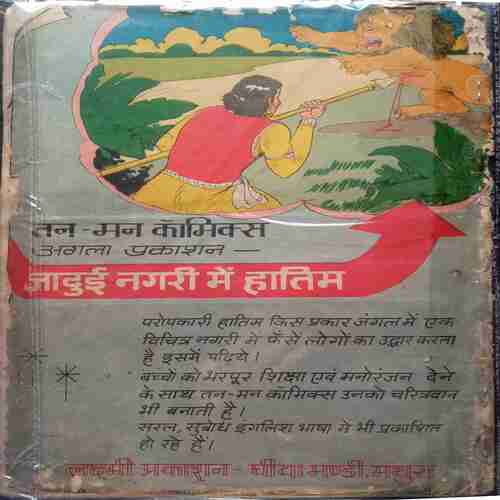 तन-मन कॉमिक्स
अगला प्रकाशन —
जादुई नगरी में हातिम
परोपकारी हातिम किस प्रकार जंगल में एक
विचित्र नगरी में फँसे लोगों का उद्धार करता
है इसमें पढ़िये।
बच्चों को भरपूर शिक्षा एवं मनोरंजन देने
के साथ तन-मन कॉमिक्स उनको चरित्रवान
भी बनाती है।
सरल, सुबोध इंगलिश भाषा में भी प्रकाशित
हो रहे हैं।
लक्ष्मी प्रकाशन - मथुरा